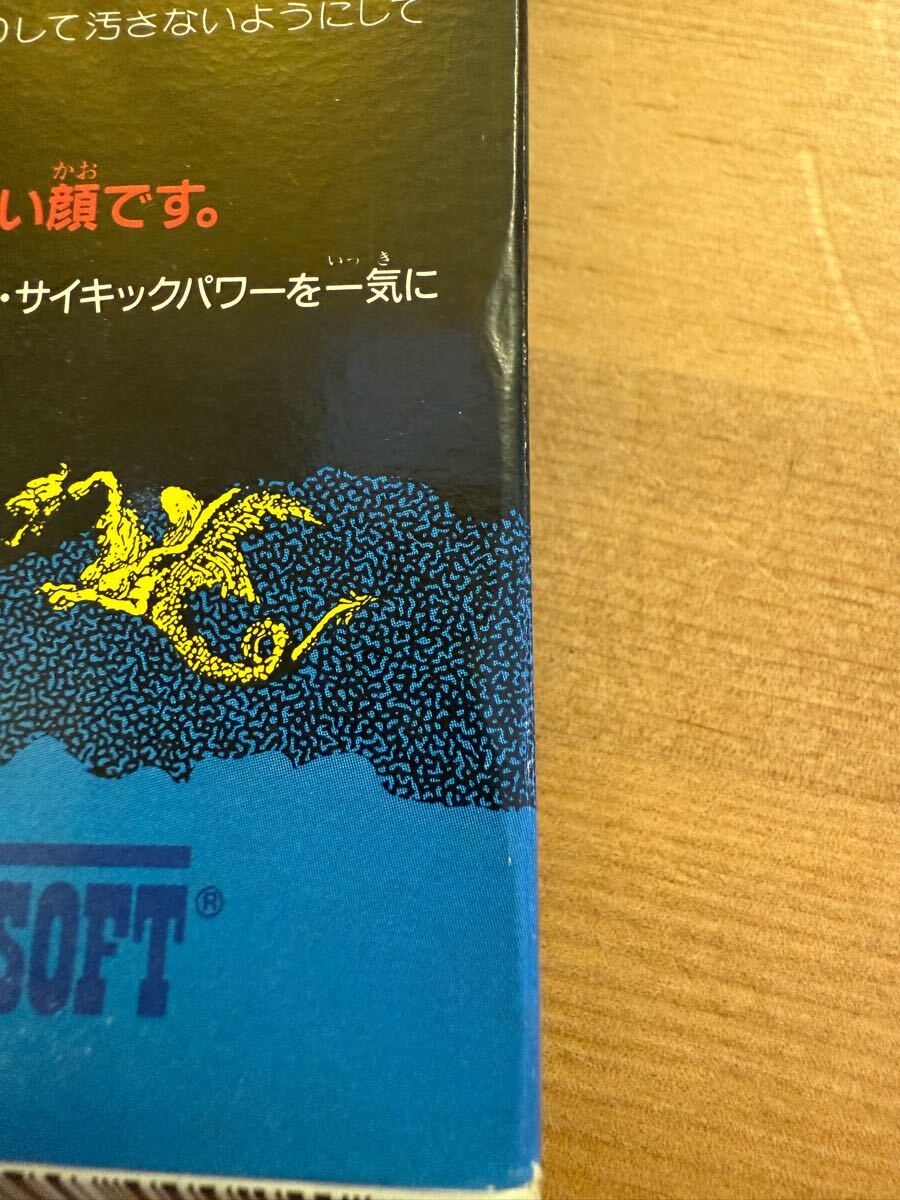 して汚さないようにして
かお
い顔です。
いっき
・サイキックパワーを一気に
SOFT®